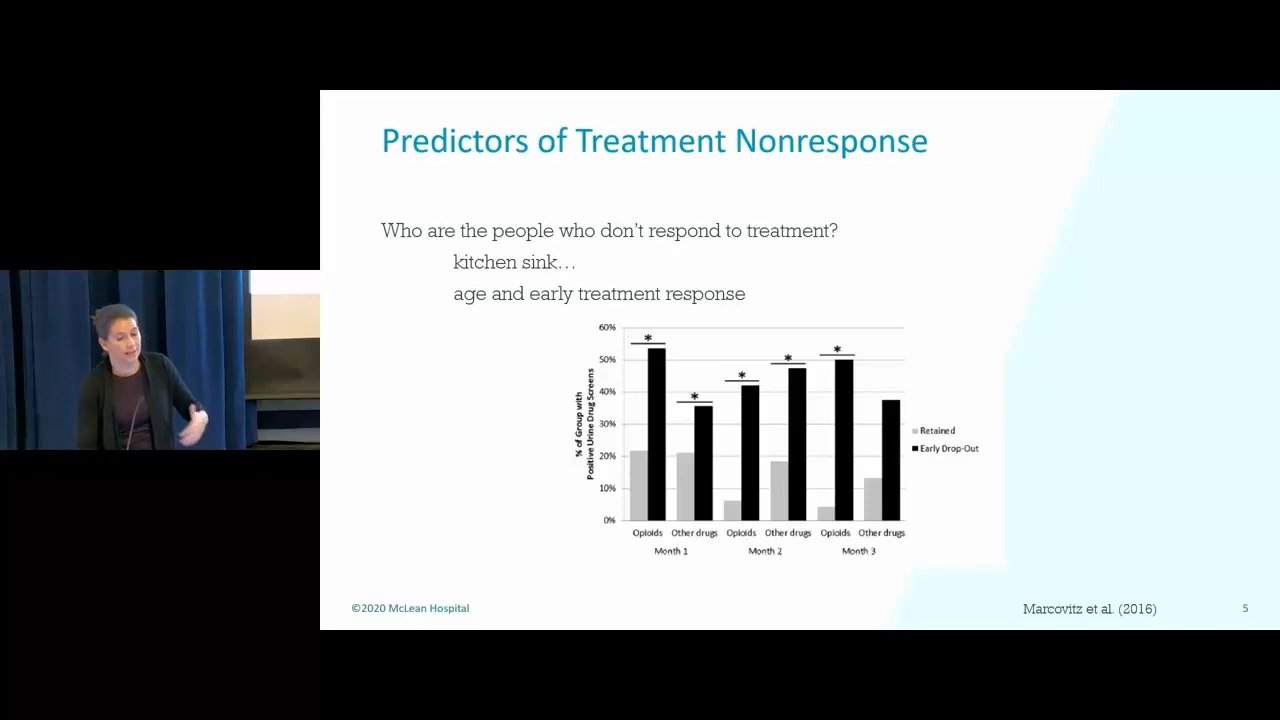 Predictors of Treatment Nonresponse
Who are the people who don't respond to treatment?
kitchen sink...
age and early treatment response
60%
50%
40%
30%
20%
10%
0%
% of Group with
Positive Urine Drug Screens
* * * * *
Opioids Other drugs Opioids Other drugs Opioids Other drugs
Month 1 Month 2 Month 3
Retained
Early Drop-Out
©2020 McLean Hospital
Marcovitz et al. (2016)
5